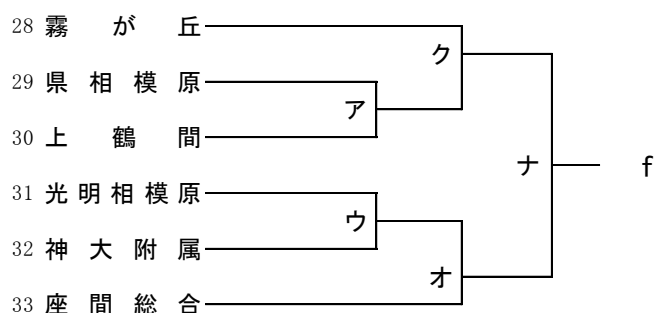 28 霧が丘
ク
29 県相模原
ア
30 上鶴間
ナ f
31 光明相模原
ウ
32 神大附属
オ
33 座間総合